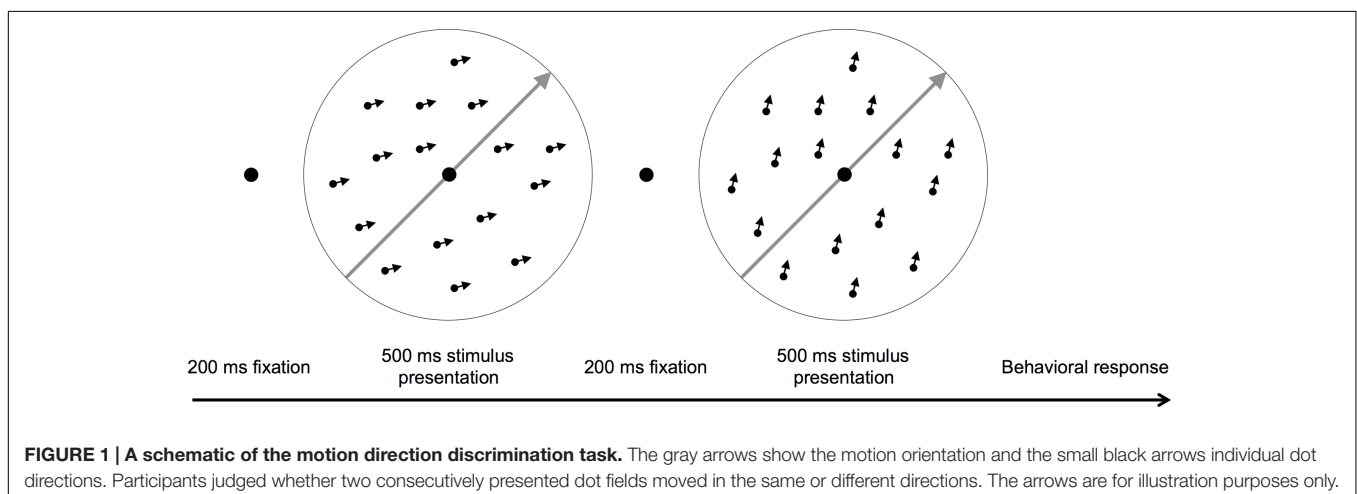 200 ms fixation
500 ms stimulus
presentation
200 ms fixation
500 ms stimulus
presentation
Behavioral response
FIGURE 1 | A schematic of the motion direction discrimination task. The gray arrows show the motion orientation and the small black arrows individual dot
directions. Participants judged whether two consecutively presented dot fields moved in the same or different directions. The arrows are for illustration purposes only.